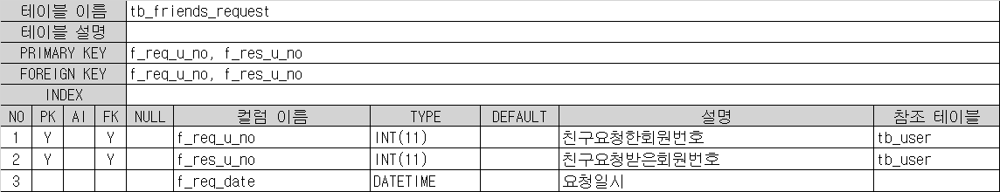 테이블 이름 tb_friends_request
테이블 설명
PRIMARY KEY f_req_u_no, f_res_u_no
FOREIGN KEY f_req_u_no, f_res_u_no
INDEX
NO PK AI FK NULL 컬럼 이름 TYPE DEFAULT 설명 참조 테이블
1 Y Y f_req_u_no INT(11) 친구요청한회원번호 tb_user
2 Y Y f_res_u_no INT(11) 친구요청받은회원번호 tb_user
3 f_req_date DATETIME 요청일시